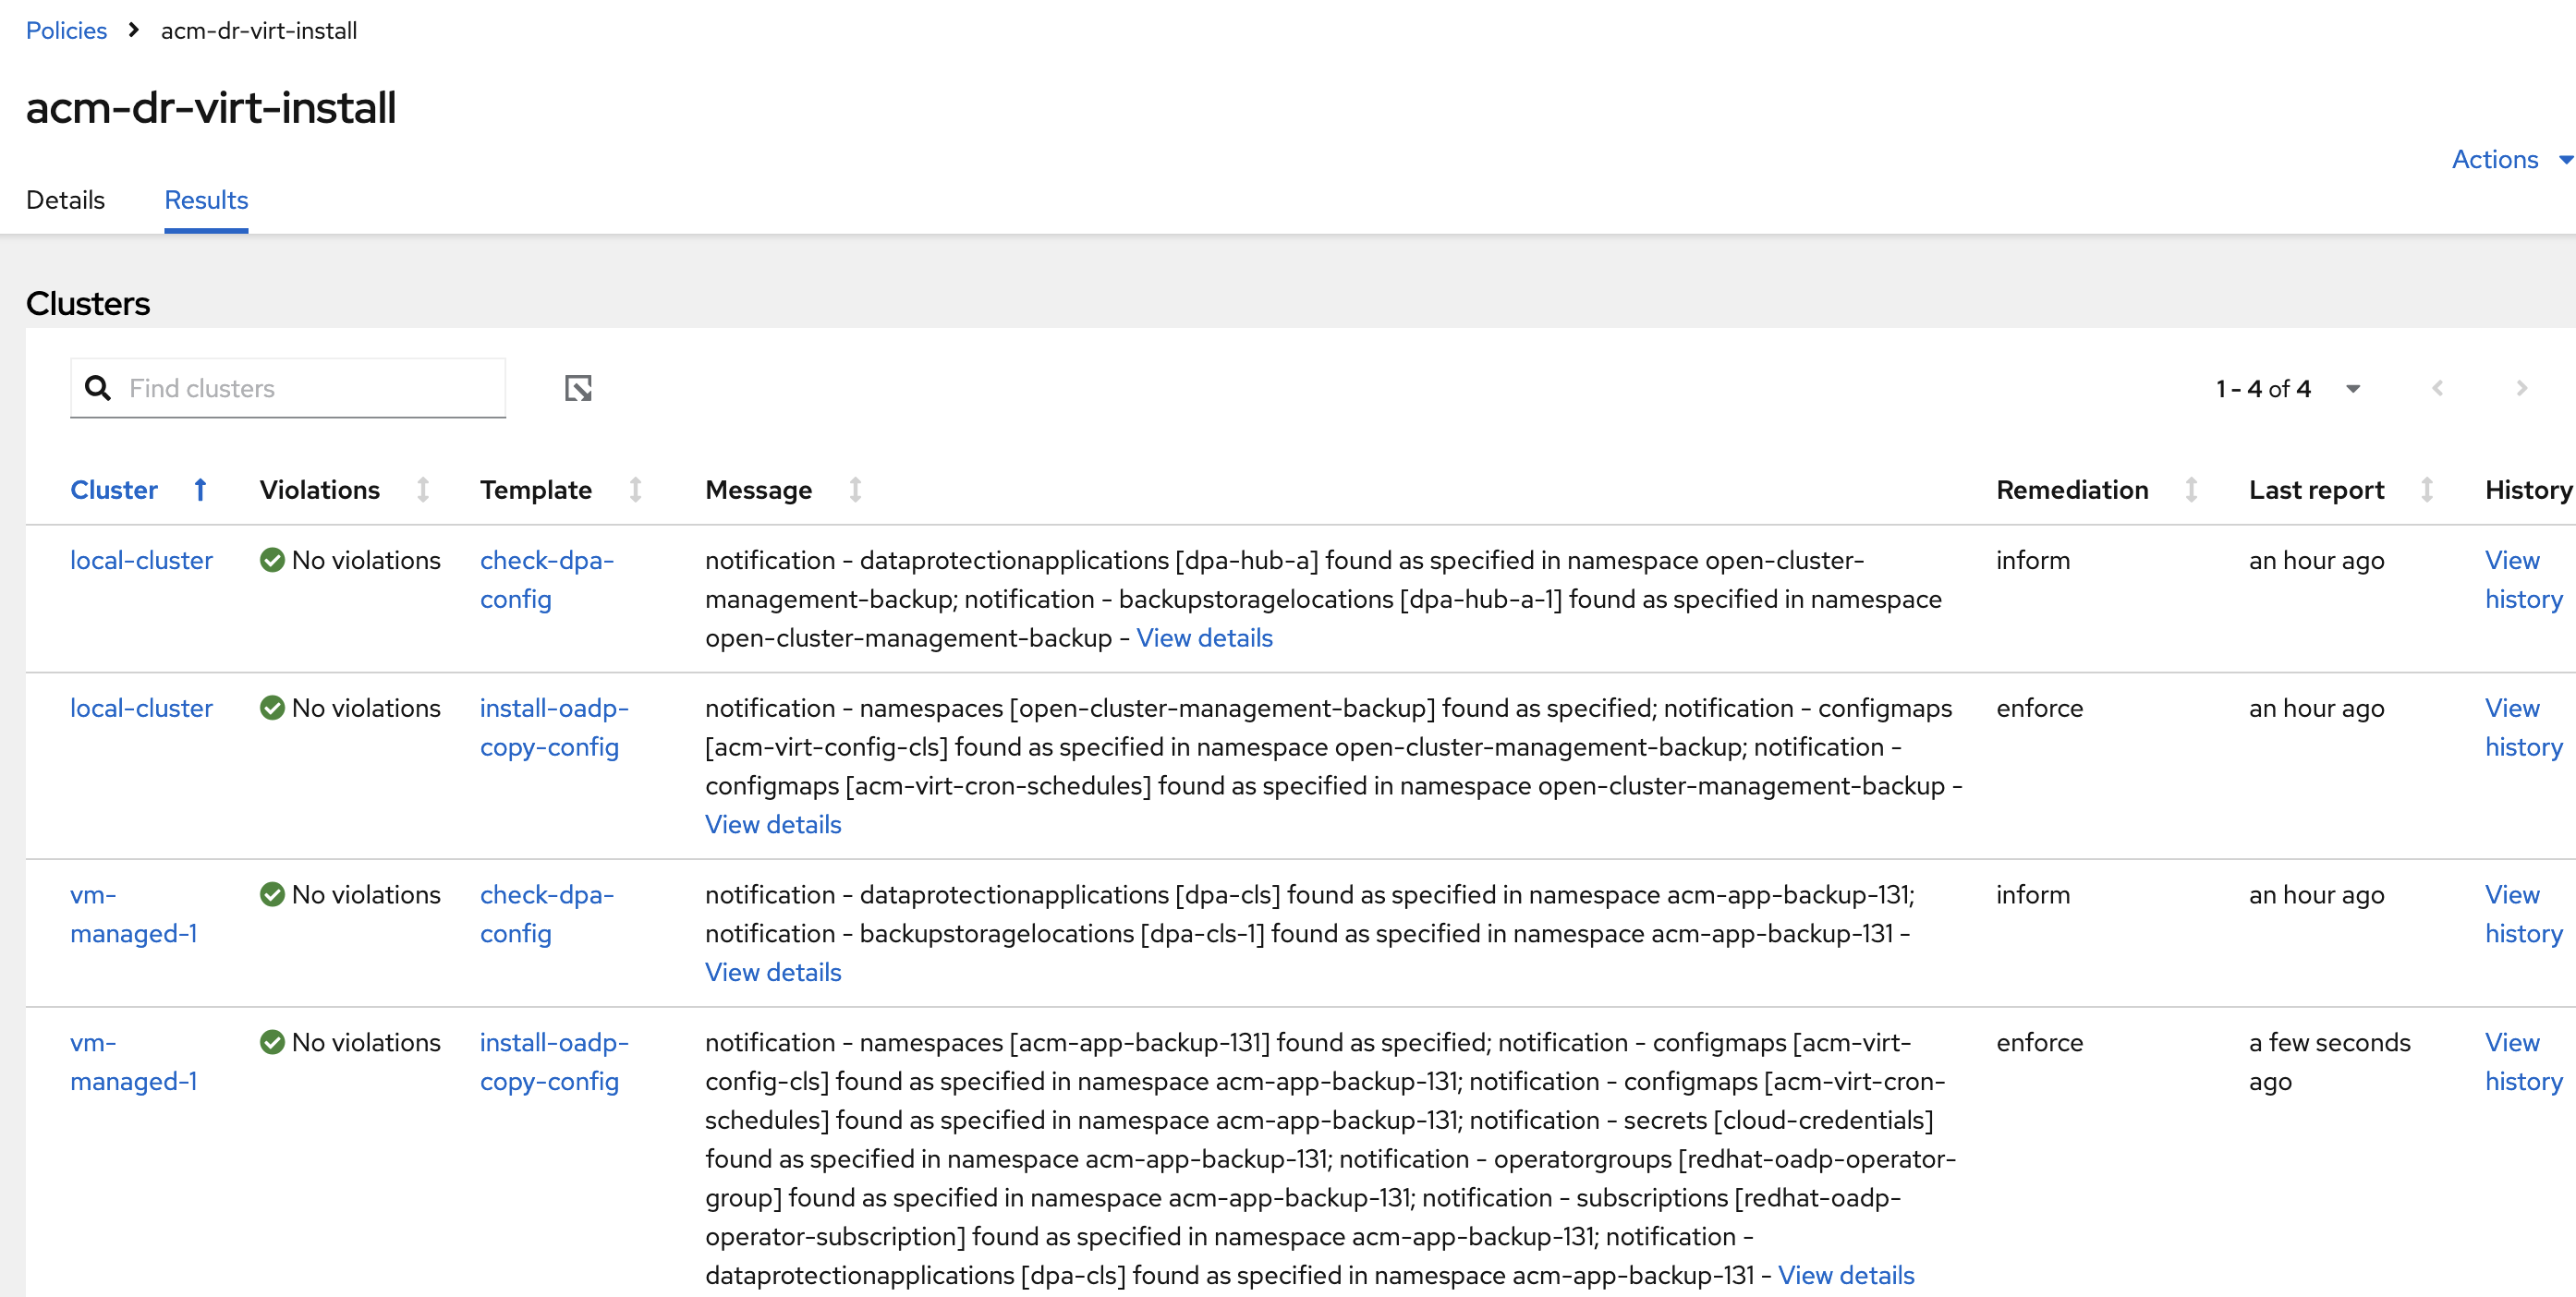 Policies > acm-dr-virt-install
acm-dr-virt-install
Actions
Details Results
Clusters
Find clusters
1 - 4 of 4
Cluster Violations Template Message Remediation Last report History
local-cluster No violations check-dpa- notification - dataprotectionapplications [dpa-hub-a] found as specified in namespace open-cluster- inform an hour ago View
config management-backup; notification - backupstoragelocations [dpa-hub-a-1] found as specified in namespace history
open-cluster-management-backup - View details
local-cluster No violations install-oadp- notification - namespaces [open-cluster-management-backup] found as specified; notification - configmaps enforce an hour ago View
copy-config [acm-virt-config-cls] found as specified in namespace open-cluster-management-backup; notification - history
configmaps [acm-virt-cron-schedules] found as specified in namespace open-cluster-management-backup -
View details
vm- No violations check-dpa- notification - dataprotectionapplications [dpa-cls] found as specified in namespace acm-app-backup-131; inform an hour ago View
managed-1 config notification - backupstoragelocations [dpa-cls-1] found as specified in namespace acm-app-backup-131 - history
View details
vm- No violations install-oadp- notification - namespaces [acm-app-backup-131] found as specified; notification - configmaps [acm-virt- enforce a few seconds View
managed-1 copy-config config-cls] found as specified in namespace acm-app-backup-131; notification - configmaps [acm-virt-cron- ago history
schedules] found as specified in namespace acm-app-backup-131; notification - secrets [cloud-credentials]
found as specified in namespace acm-app-backup-131; notification - operatorgroups [redhat-oadp-operator-
group] found as specified in namespace acm-app-backup-131; notification - subscriptions [redhat-oadp-
operator-subscription] found as specified in namespace acm-app-backup-131; notification -
dataprotectionapplications [dpa-cls] found as specified in namespace acm-app-backup-131 - View details